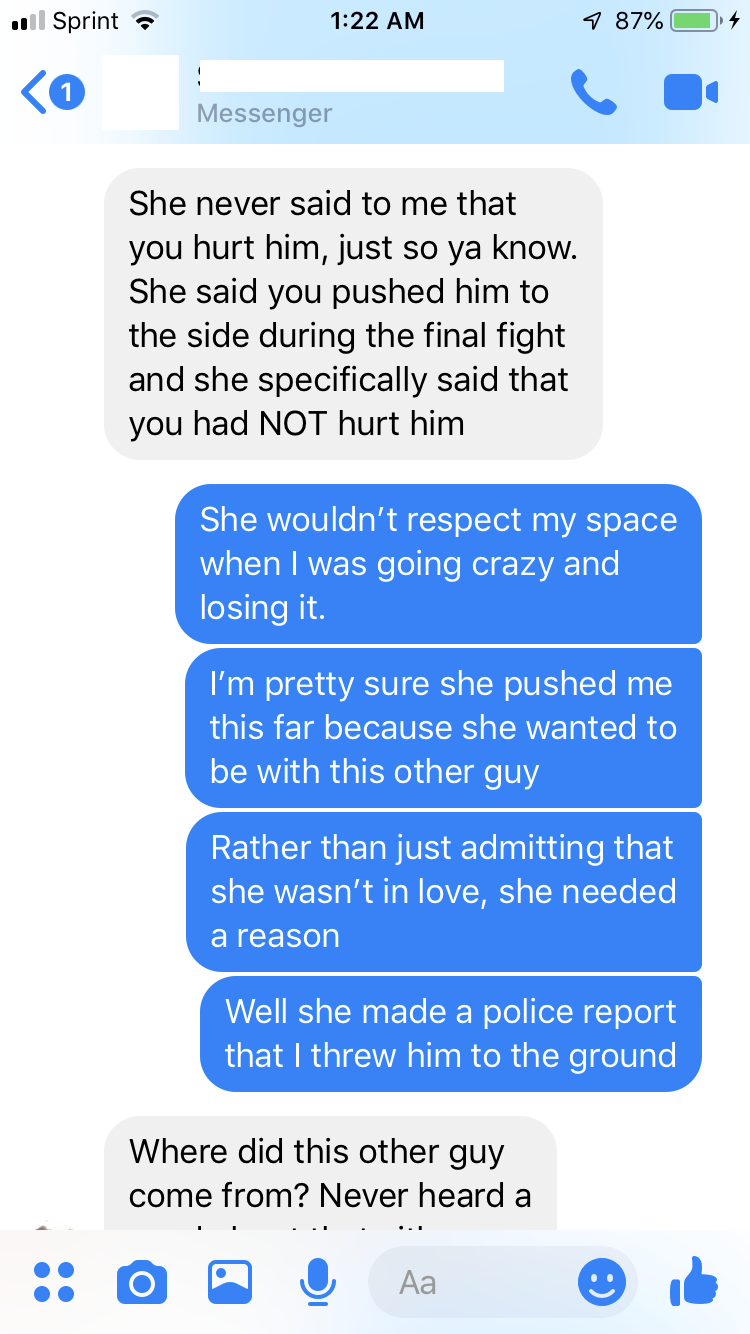 Sprint 1:22 AM 87%
1
Messenger
She never said to me that
you hurt him, just so ya know.
She said you pushed him to
the side during the final fight
and she specifically said that
you had NOT hurt him
She wouldn’t respect my space
when I was going crazy and
losing it.
I’m pretty sure she pushed me
this far because she wanted to
be with this other guy
Rather than just admitting that
she wasn’t in love, she needed
a reason
Well she made a police report
that I threw him to the ground
Where did this other guy
come from? Never heard a
Aa